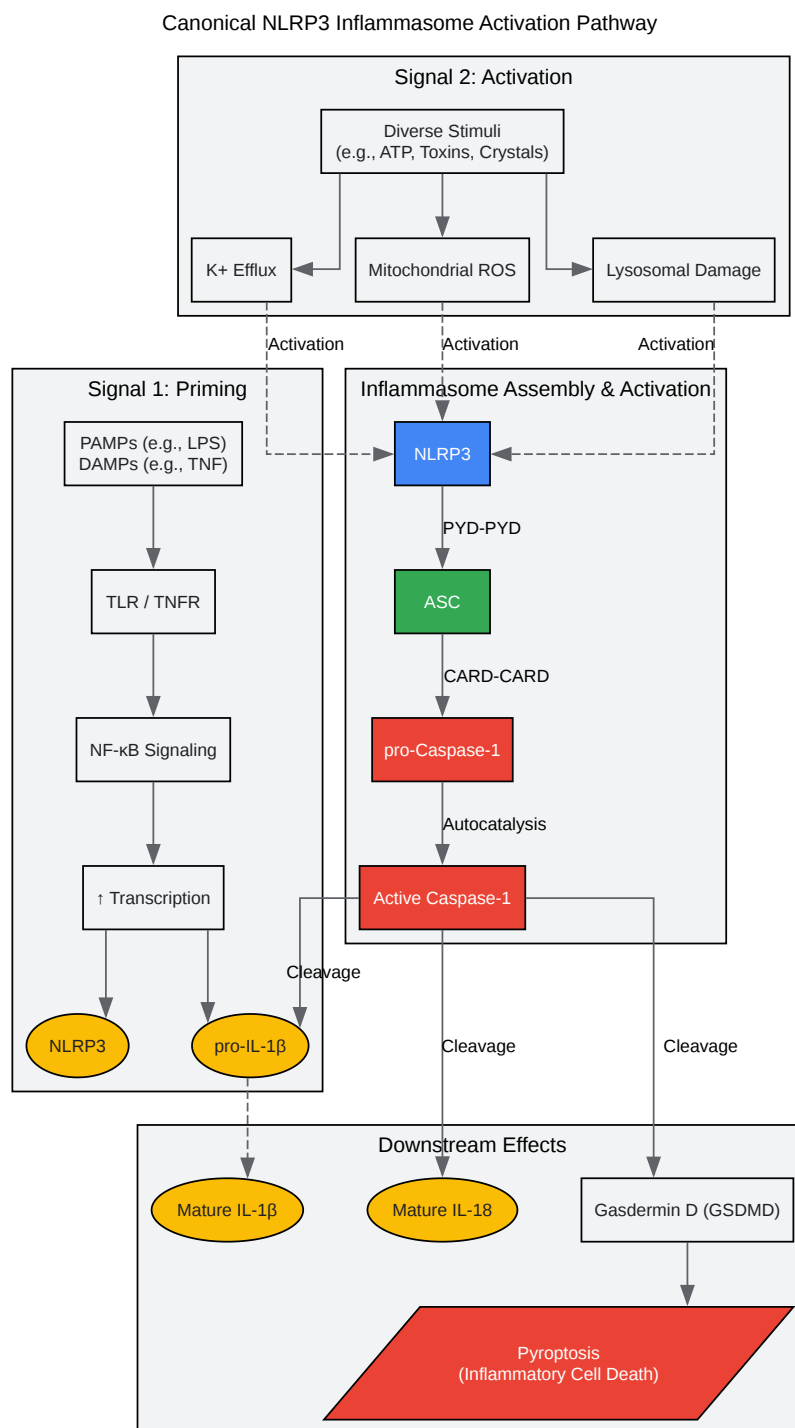 Canonical NLRP3 Inflammasome Activation Pathway
Signal 2: Activation
Diverse Stimuli
(e.g., ATP, Toxins, Crystals)
K+ Efflux
Mitochondrial ROS
Lysosomal Damage
Activation
Activation
Activation
Signal 1: Priming
PAMPs (e.g., LPS)
DAMPs (e.g., TNF)
TLR / TNFR
NF-κB Signaling
↑ Transcription
NLRP3
pro-IL-1β
Inflammasome Assembly & Activation
NLRP3
PYD-PYD
ASC
CARD-CARD
pro-Caspase-1
Autocatalysis
Active Caspase-1
Cleavage
Cleavage
Cleavage
Downstream Effects
Mature IL-1β
Mature IL-18
Gasdermin D (GSDMD)
Pyroptosis
(Inflammatory Cell Death)